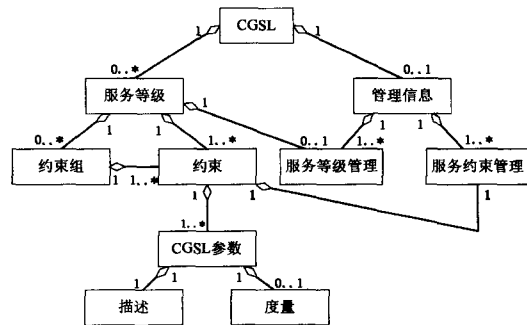 CGSL
1 1
0..* 0..1
服务等级 管理信息
1 1 1 1 1
0..* 1..* 0..1 1..* 1..*
约束组 约束 服务等级管理 服务约束管理
1 1..* 1 1 1
1..*
CGSL参数
1 1 1 0..1
描述 度量